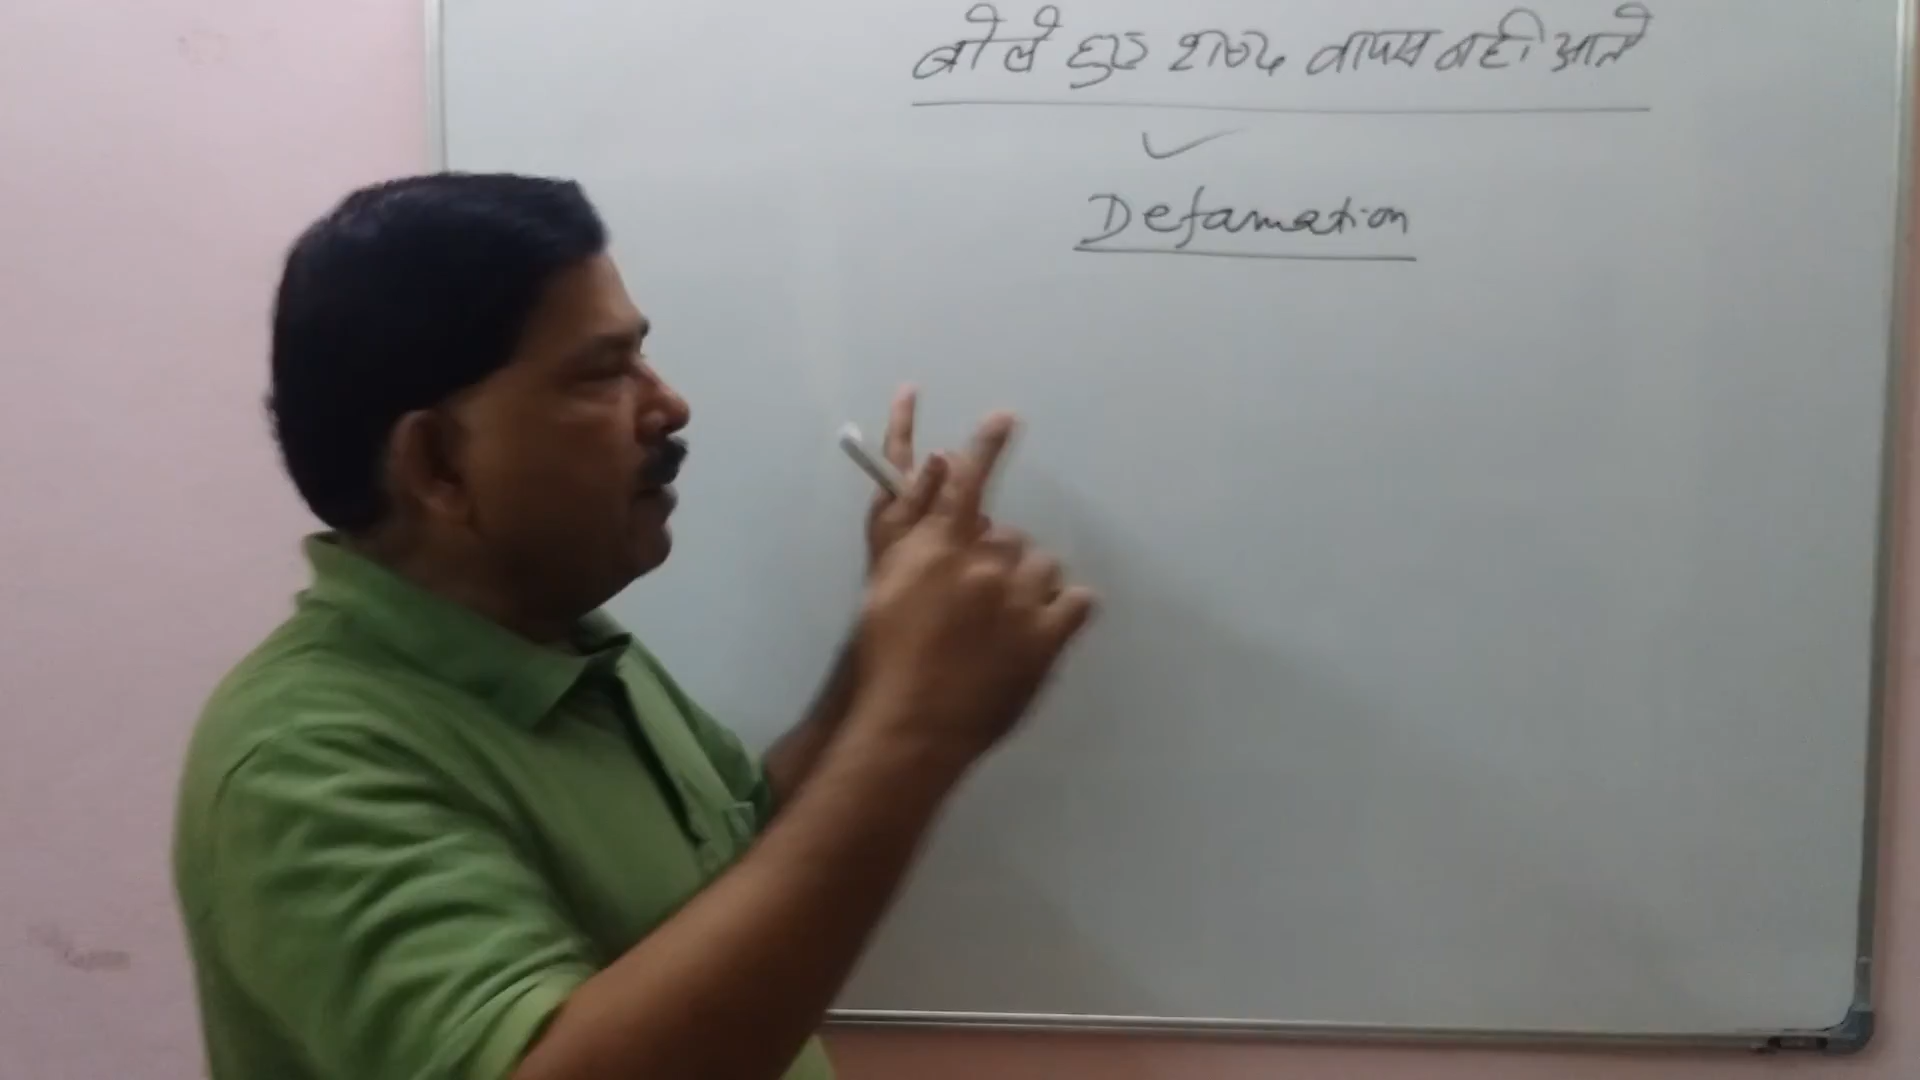 बोले हुए शब्द वापस नहीं आते
Defamation